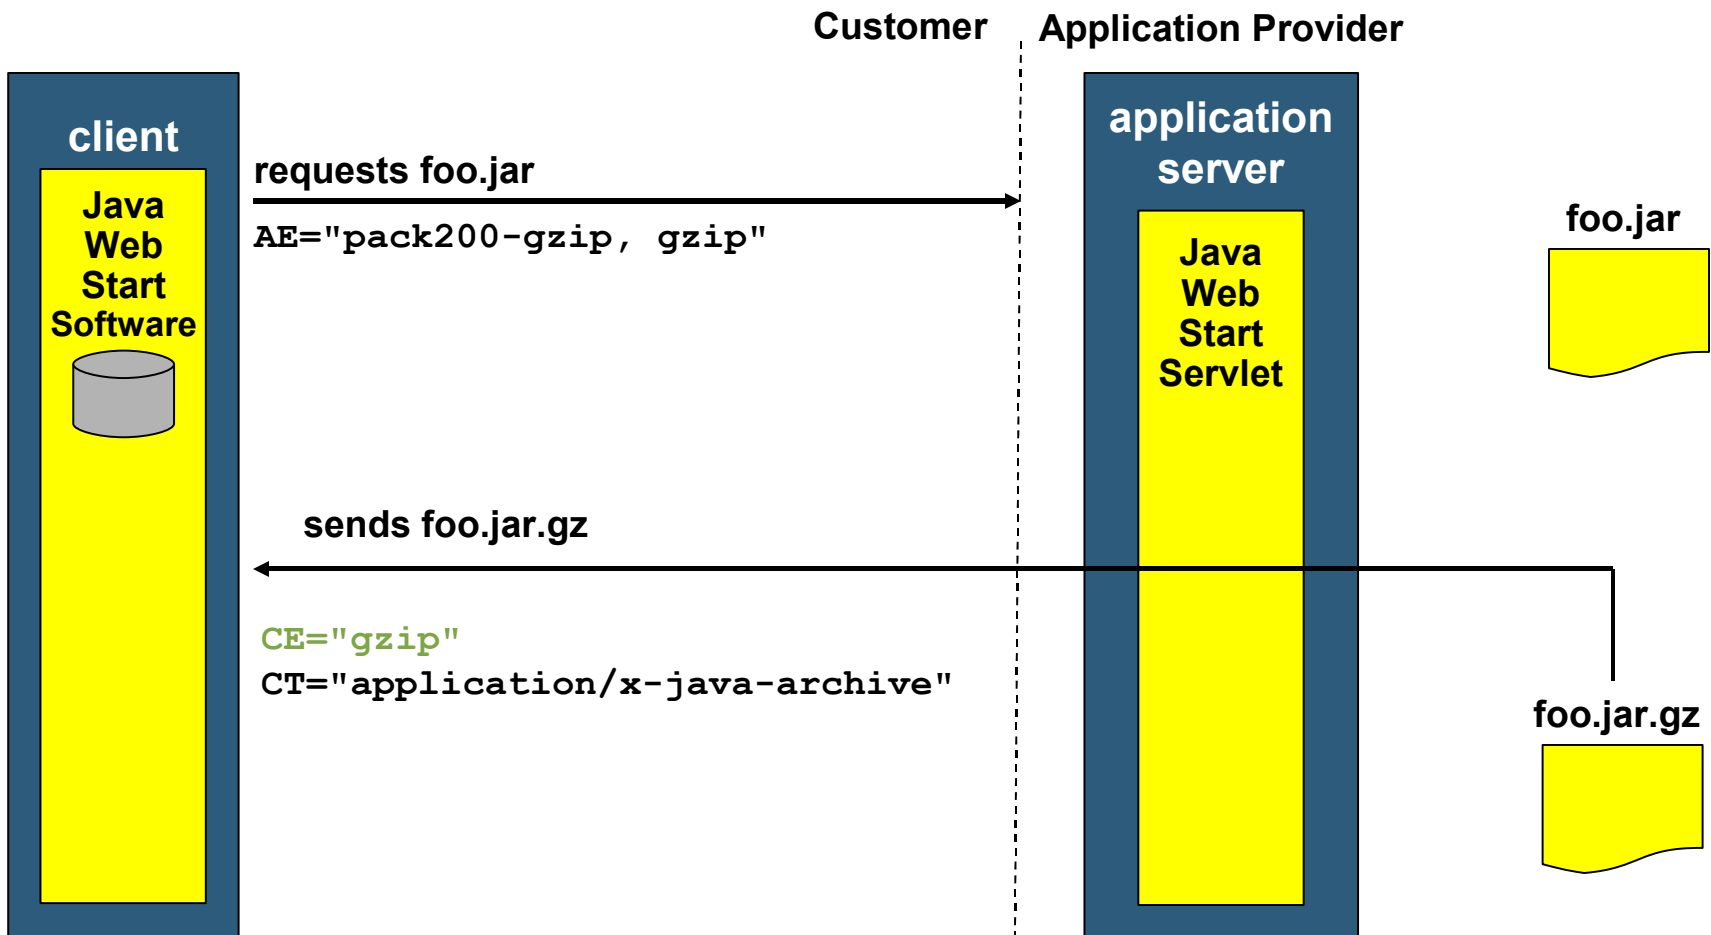 Customer
Application Provider
client
Java
Web
Start
Software
requests foo.jar
AE="pack200-gzip, gzip"
application
server
Java
Web
Start
Servlet
foo.jar
sends foo.jar.gz
CE="gzip"
CT="application/x-java-archive"
foo.jar.gz